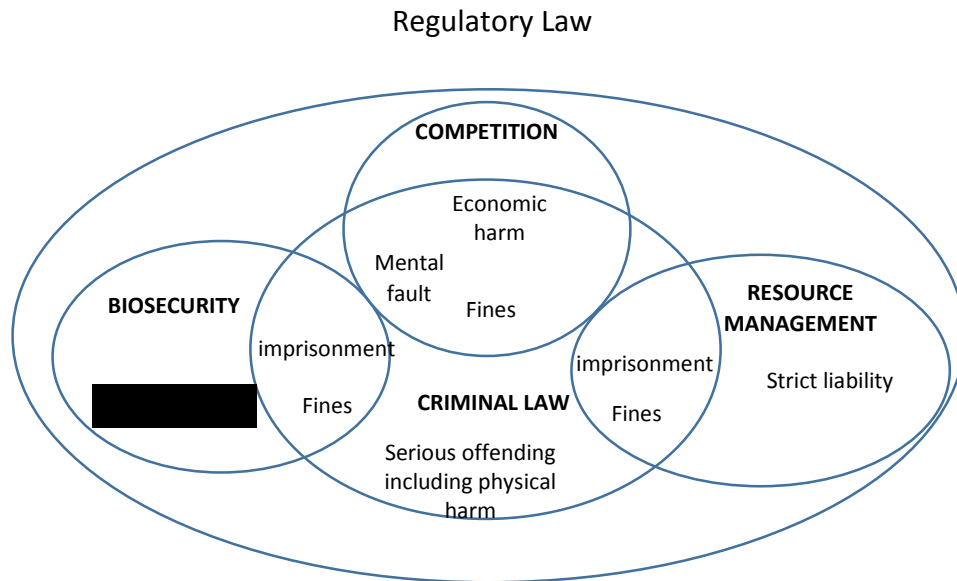 Regulatory Law
COMPETITION
Economic
harm
Mental
fault
Fines
BIOSECURITY
imprisonment
Fines
CRIMINAL LAW
Serious offending
including physical
harm
RESOURCE
MANAGEMENT
imprisonment
Strict liability
Fines